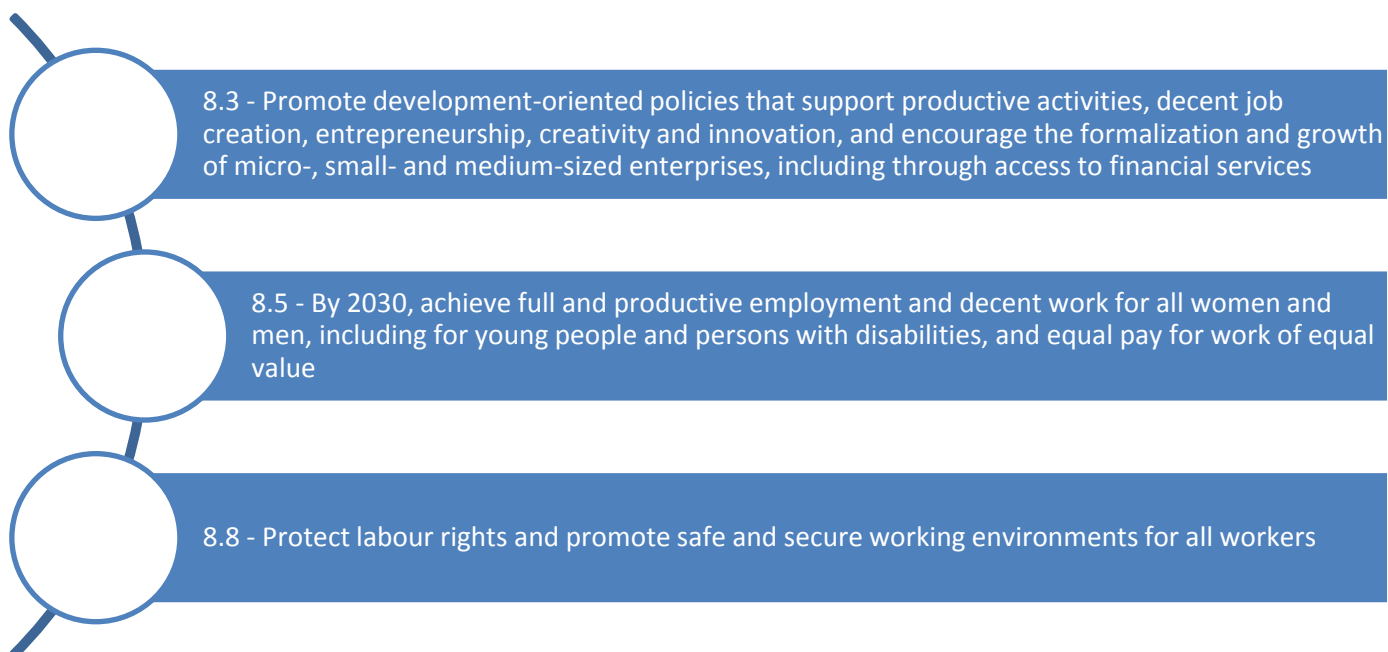 8.3 - Promote development-oriented policies that support productive activities, decent job
creation, entrepreneurship, creativity and innovation, and encourage the formalization and growth
of micro-, small- and medium-sized enterprises, including through access to financial services
8.5 - By 2030, achieve full and productive employment and decent work for all women and
men, including for young people and persons with disabilities, and equal pay for work of equal
value
8.8 - Protect labour rights and promote safe and secure working environments for all workers